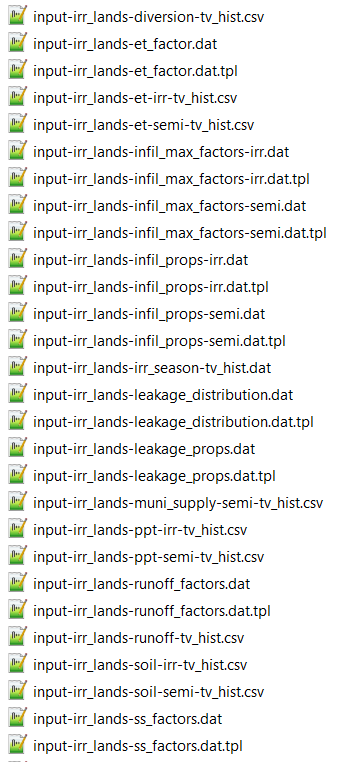 input-irr_lands-diversion-tv_hist.csv
input-irr_lands-et_factor.dat
input-irr_lands-et_factor.dat.tpl
input-irr_lands-et-irr-tv_hist.csv
input-irr_lands-et-semi-tv_hist.csv
input-irr_lands-infil_max_factors-irr.dat
input-irr_lands-infil_max_factors-irr.dat.tpl
input-irr_lands-infil_max_factors-semi.dat
input-irr_lands-infil_max_factors-semi.dat.tpl
input-irr_lands-infil_props-irr.dat
input-irr_lands-infil_props-irr.dat.tpl
input-irr_lands-infil_props-semi.dat
input-irr_lands-infil_props-semi.dat.tpl
input-irr_lands-irr_season-tv_hist.dat
input-irr_lands-leakage_distribution.dat
input-irr_lands-leakage_distribution.dat.tpl
input-irr_lands-leakage_props.dat
input-irr_lands-leakage_props.dat.tpl
input-irr_lands-muni_supply-semi-tv_hist.csv
input-irr_lands-ppt-irr-tv_hist.csv
input-irr_lands-ppt-semi-tv_hist.csv
input-irr_lands-runoff_factors.dat
input-irr_lands-runoff_factors.dat.tpl
input-irr_lands-runoff-tv_hist.csv
input-irr_lands-soil-irr-tv_hist.csv
input-irr_lands-soil-semi-tv_hist.csv
input-irr_lands-ss_factors.dat
input-irr_lands-ss_factors.dat.tpl